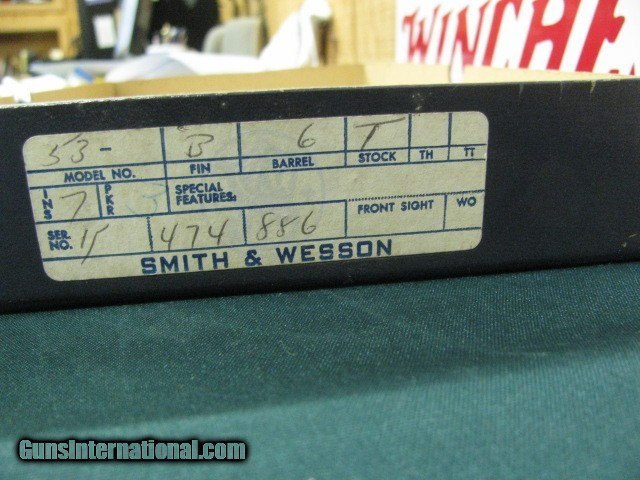 WINCHE
53- B 6 T
MODEL NO. FIN BARREL STOCK TH TT
INS 7 PKR SPECIAL FEATURES:
SER. NO. 474 886 FRONT SIGHT WO
SMITH & WESSON
GunsInternational.com